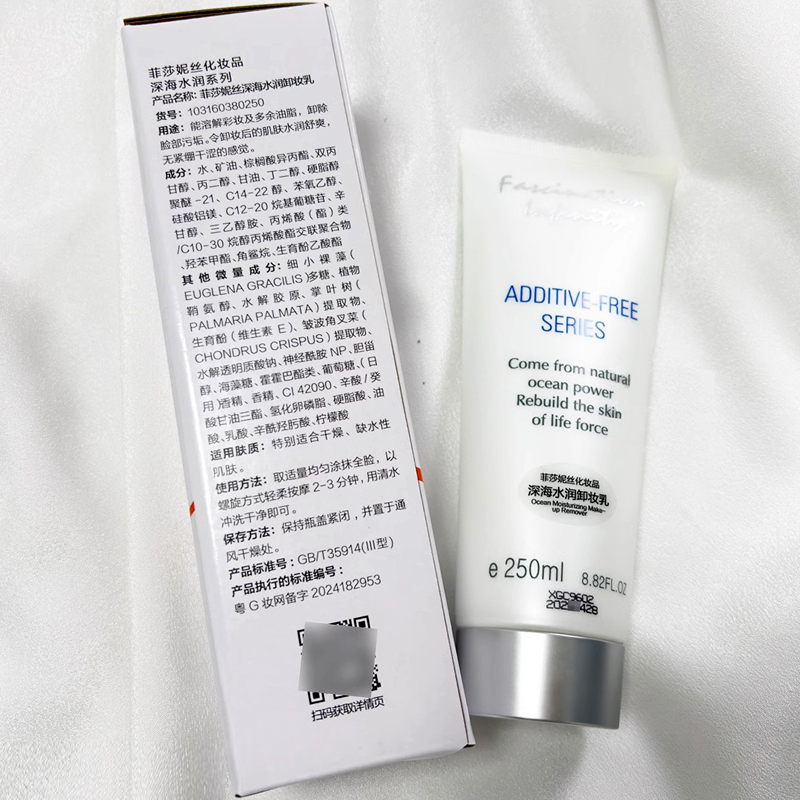 菲莎妮丝化妆品
深海水润系列
产品名称：菲莎妮丝深海水润卸妆乳
货号：103160380250
用途：能溶解彩妆及多余油脂，卸除
脸部污垢。令卸妆后的肌肤水润舒爽，
无紧绷干涩的感觉。
成分：水、矿油、棕榈酸异丙酯、双丙
甘醇、丙二醇、甘油、丁二醇、硬脂醇
聚醚-21、C14-22 醇、苯氧乙醇、
硅酸铝镁、C12-20 烷基葡糖苷、辛
甘醇、三乙醇胺、丙烯酸（酯）类
/C10-30 烷醇丙烯酸酯交联聚合物
、羟苯甲酯、角鲨烷、生育酚乙酸酯
其他微量成分：细小裸藻（
EUGLENA GRACILIS）多糖、植物
鞘氨醇、水解胶原、掌叶树（
PALMARIA PALMATA）提取物、
生育酚（维生素 E）、皱波角叉菜（
CHONDRUS CRISPUS）提取物、
水解透明质酸钠、神经酰胺 NP、胆甾
醇、海藻糖、霍霍巴酯类、葡萄糖、（日
用）香精、香精、CI 42090、辛酸/癸
酸甘油三酯、氢化卵磷脂、硬脂酸、油
酸、乳酸、辛酰羟肟酸、柠檬酸
适用肤质：特别适合干燥、缺水性
肌肤。
使用方法：取适量均匀涂抹全脸，以
螺旋方式轻柔按摩 2-3 分钟，用清水
冲洗干净即可。
保存方法：保持瓶盖紧闭，并置于通
风干燥处。
产品标准号：GB/T35914(III型)
产品执行的标准编号：
粤 G 妆网备字 2024182953
扫码获取详情页
Fascination
Infinity
ADDITIVE-FREE
SERIES
Come from natural
ocean power
Rebuild the skin
of life force
菲莎妮丝化妆品
深海水润卸妆乳
Ocean Moisturizing Make-
up Remover
e 250ml 8.82FL.OZ
XGC9602
202 428